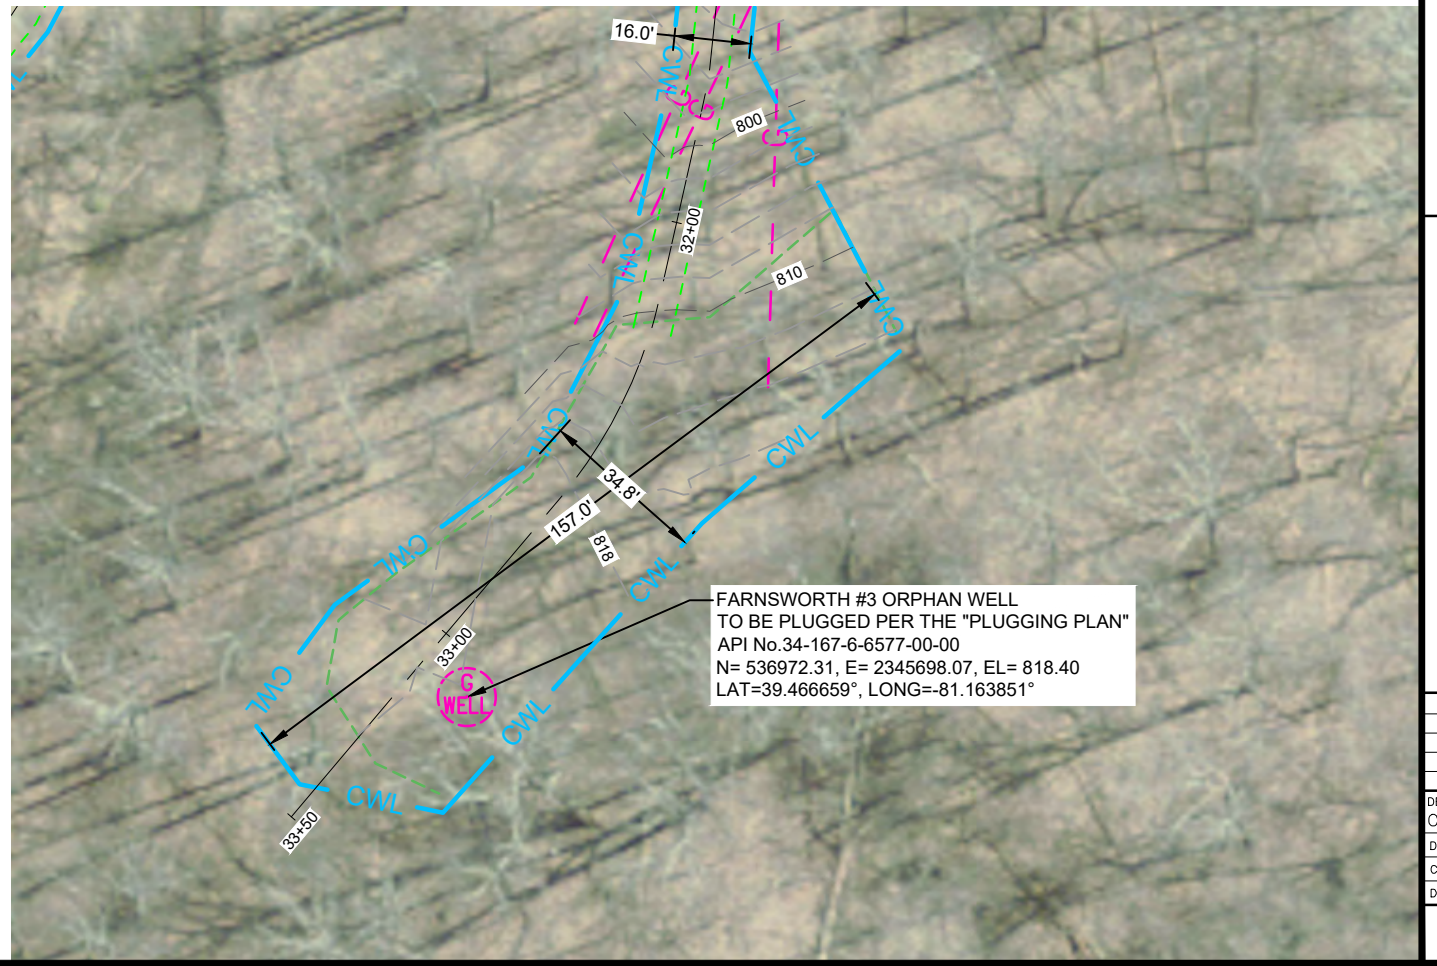 16.0'
CWL
CWL
800
G
G
CWL
32+00
CWL
810
CWL
CWL
CWL
34.8'
157.0'
818
CWL
CWL
FARNSWORTH #3 ORPHAN WELL
TO BE PLUGGED PER THE "PLUGGING PLAN"
API No.34-167-6-6577-00-00
N= 536972.31, E= 2345698.07, EL= 818.40
LAT=39.466659°, LONG=-81.163851°
33+00
CWL
G
WELL
CWL
CWL
33+50